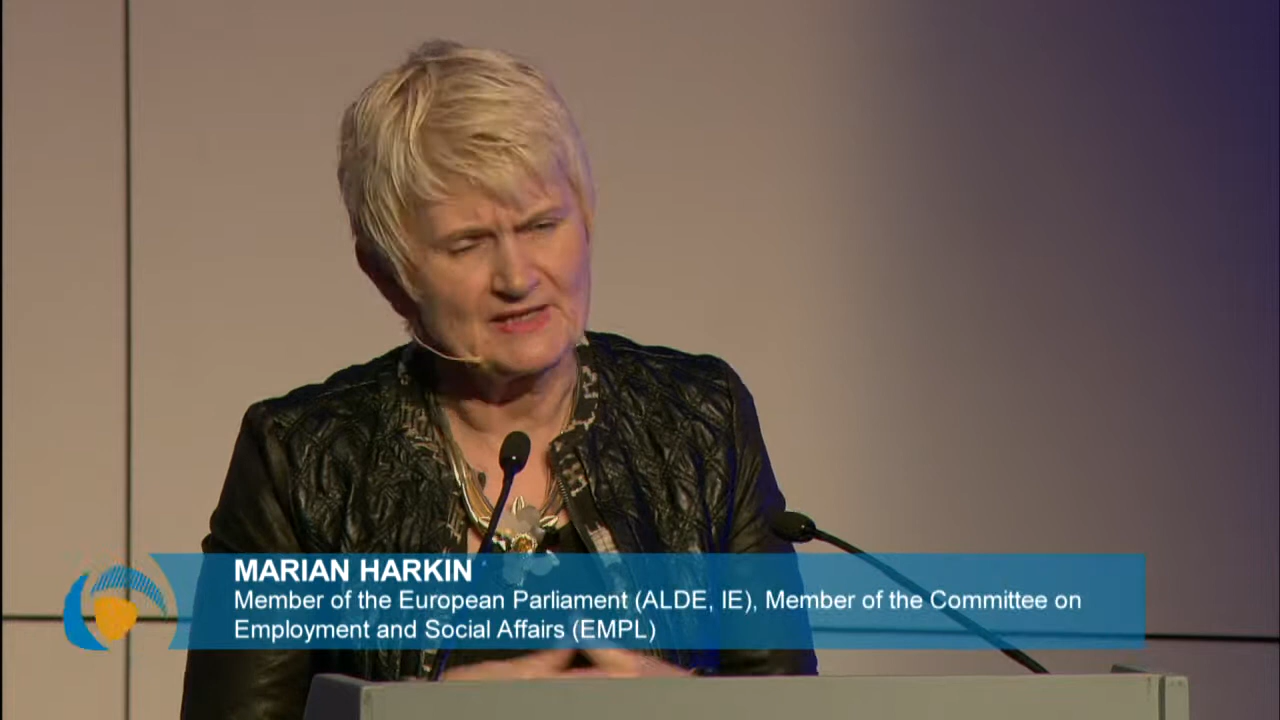 MARIAN HARKIN
Member of the European Parliament (ALDE, IE), Member of the Committee on
Employment and Social Affairs (EMPL)